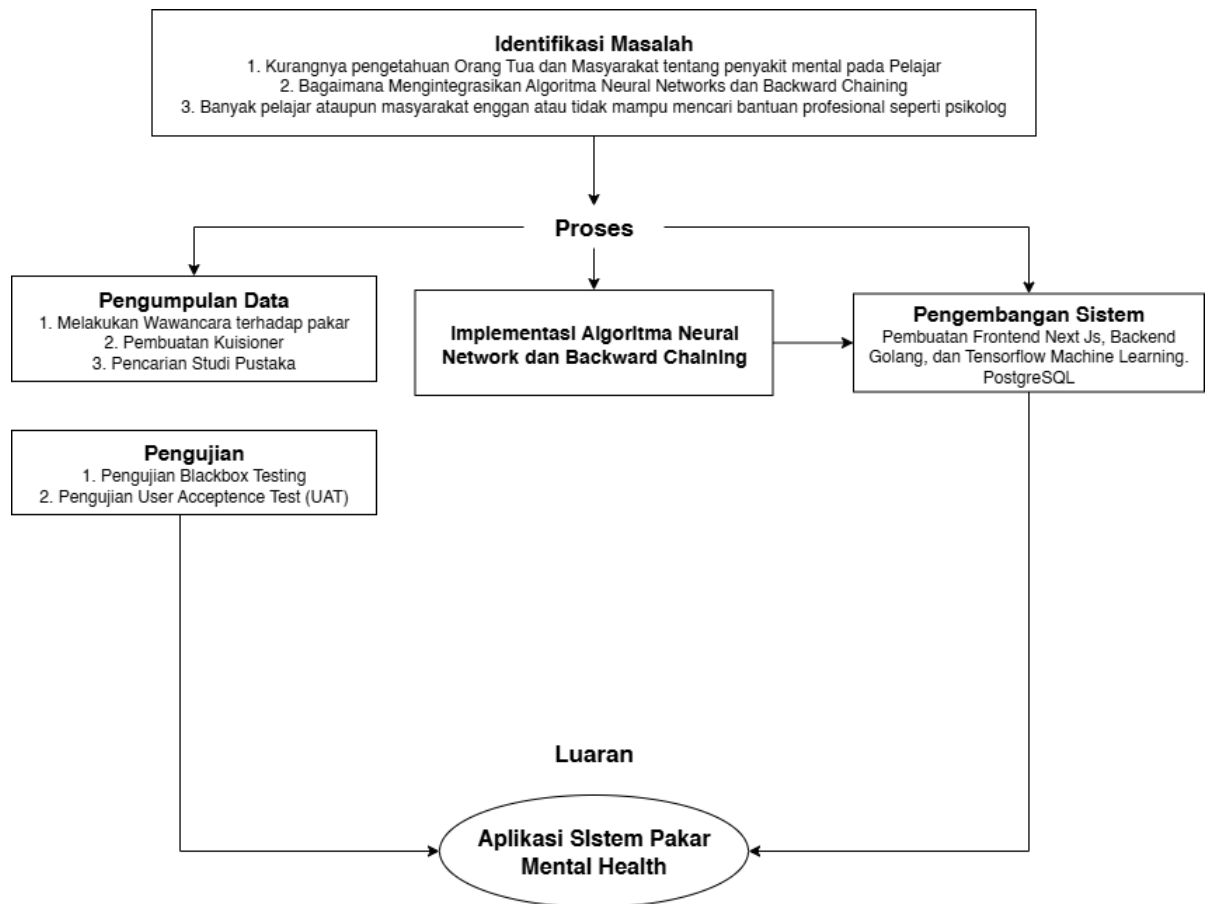 Identifikasi Masalah
1. Kurangnya pengetahuan Orang Tua dan Masyarakat tentang penyakit mental pada Pelajar
2. Bagaimana Mengintegrasikan Algoritma Neural Networks dan Backward Chaining
3. Banyak pelajar ataupun masyarakat enggan atau tidak mampu mencari bantuan profesional seperti psikolog
Proses
Pengumpulan Data
1. Melakukan Wawancara terhadap pakar
2. Pembuatan Kuisioner
3. Pencarian Studi Pustaka
Implementasi Algoritma Neural
Network dan Backward Chaining
Pengembangan Sistem
Pembuatan Frontend Next Js, Backend
Golang, dan Tensorflow Machine Learning.
PostgreSQL
Pengujian
1. Pengujian Blackbox Testing
2. Pengujian User Acceptence Test (UAT)
Luaran
Aplikasi SIstem Pakar
Mental Health